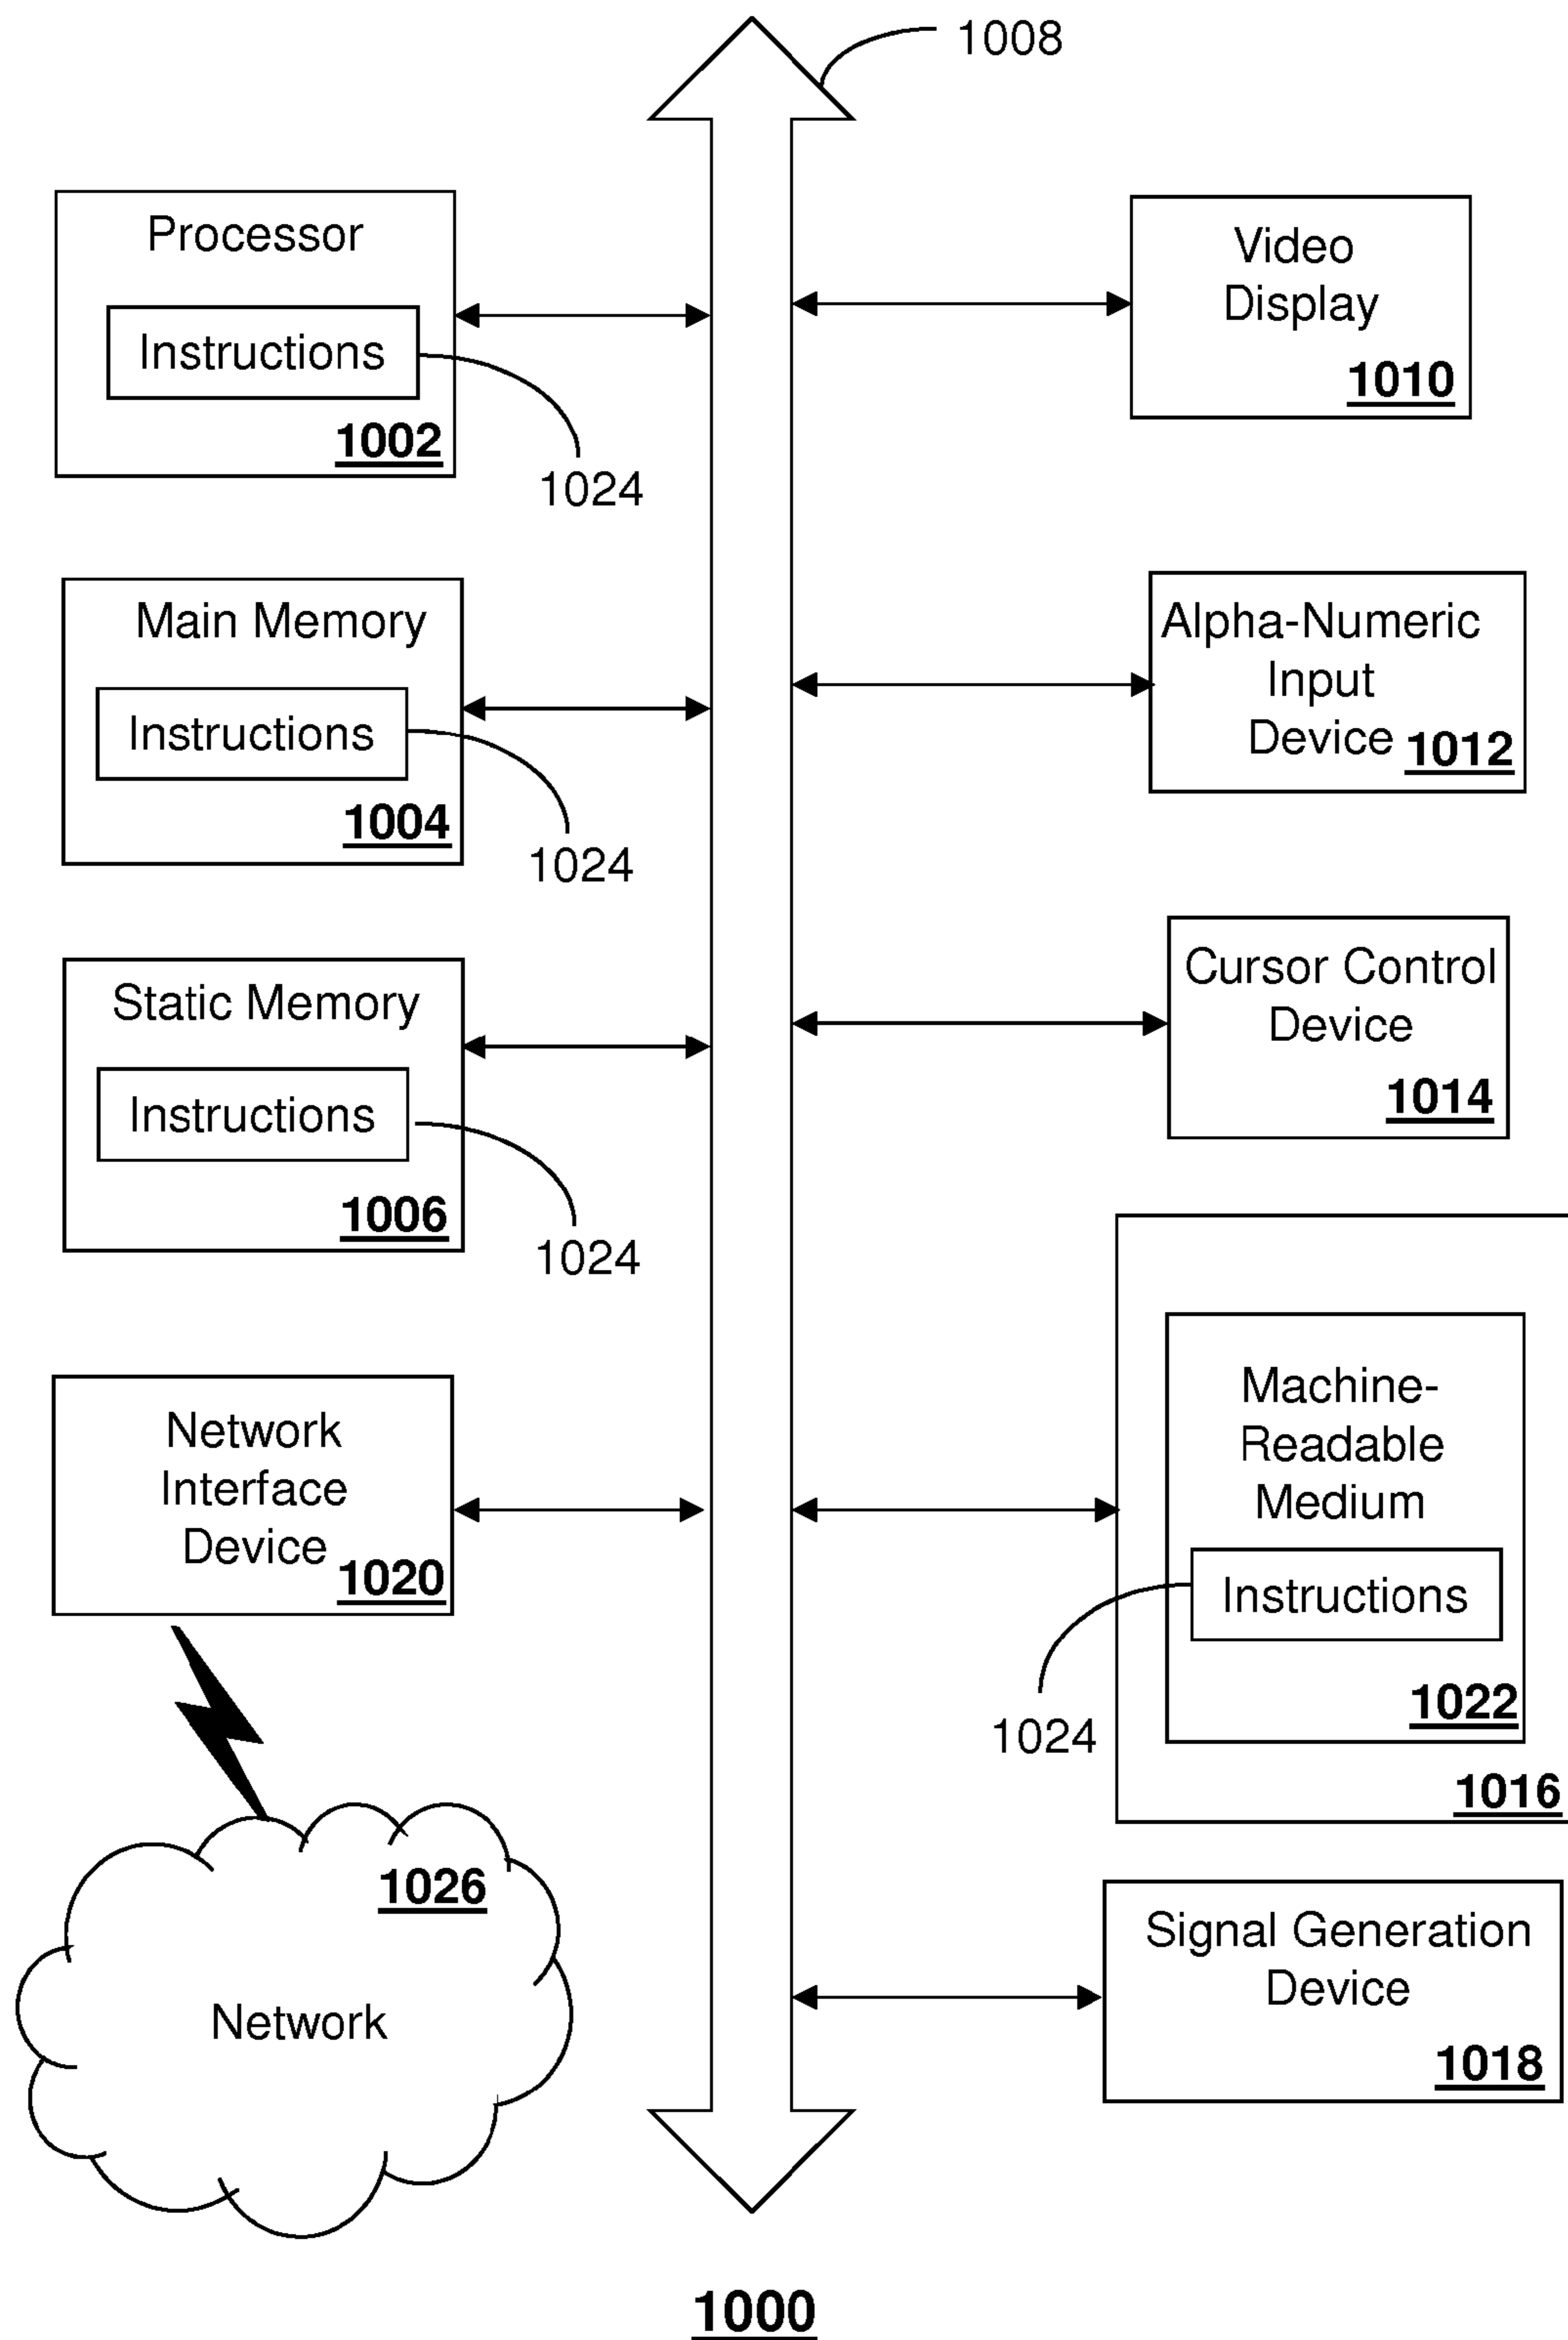 1008
Processor
Instructions
1002
1024
Main Memory
Instructions
1004
1024
Static Memory
Instructions
1006
1024
Network
Interface
Device
1020
1026
Network
Video
Display
1010
Alpha-Numeric
Input
Device 1012
Cursor Control
Device
1014
Machine-
Readable
Medium
Instructions
1024
1022
1016
Signal Generation
Device
1018
1000